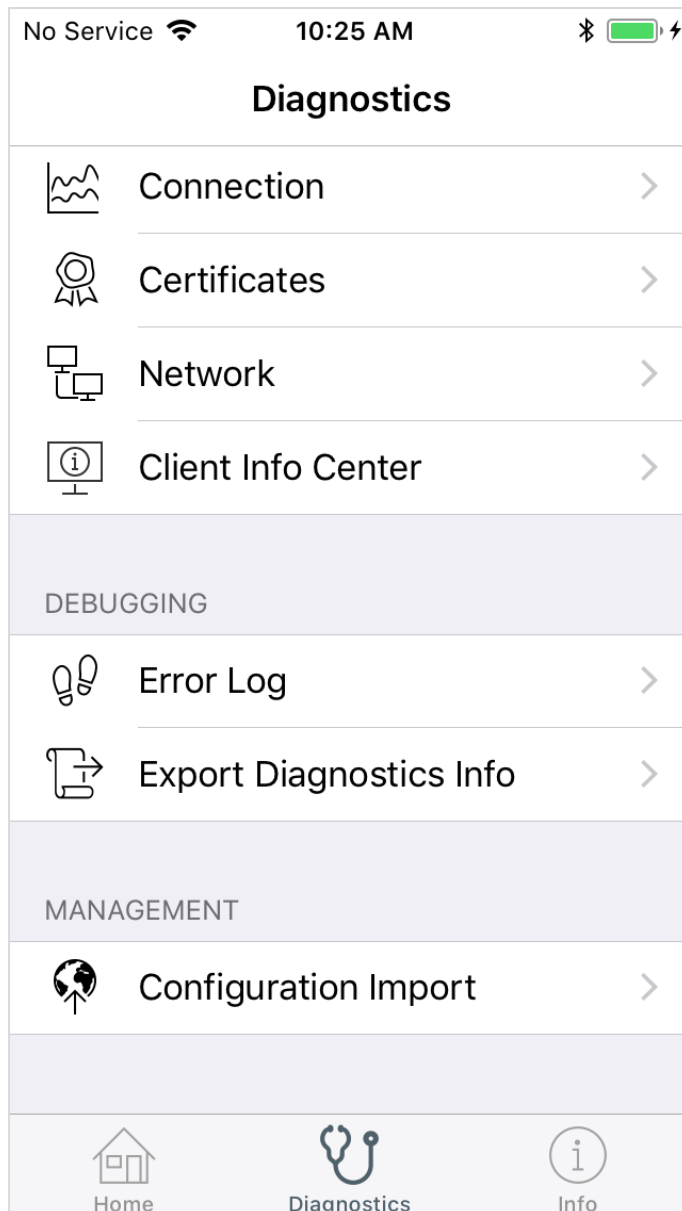 No Service 10:25 AM
Diagnostics
Connection
Certificates
Network
Client Info Center
DEBUGGING
Error Log
Export Diagnostics Info
MANAGEMENT
Configuration Import
Home Diagnostics Info